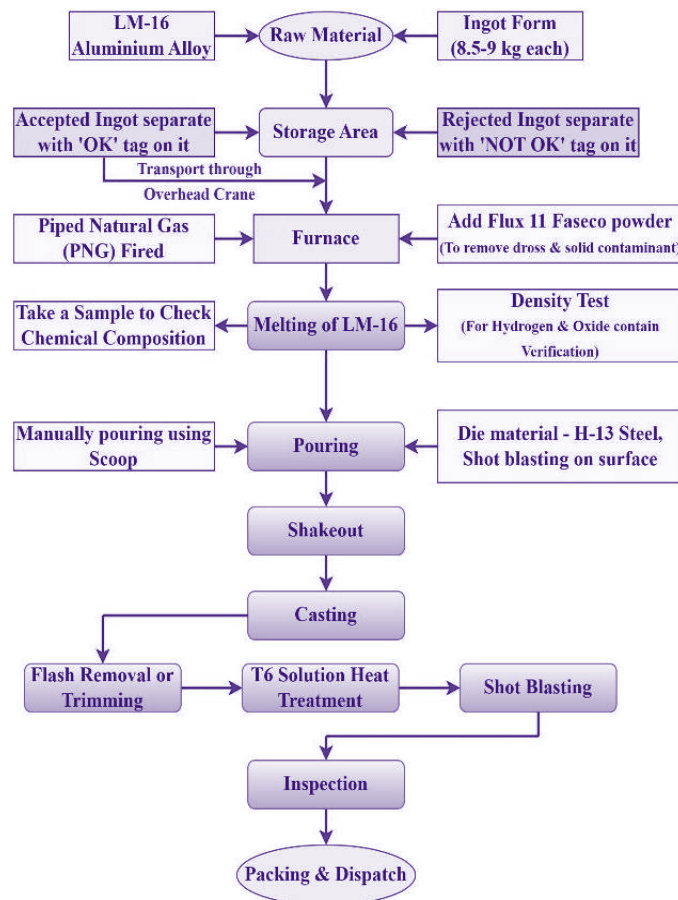 LM-16
Aluminium Alloy
Raw Material
Ingot Form
(8.5-9 kg each)
Accepted Ingot separate
with 'OK' tag on it
Storage Area
Rejected Ingot separate
with 'NOT OK' tag on it
Transport through
Overhead Crane
Piped Natural Gas
(PNG) Fired
Furnace
Add Flux 11 Faseco powder
(To remove dross & solid contaminant)
Take a Sample to Check
Chemical Composition
Melting of LM-16
Density Test
(For Hydrogen & Oxide contain
Verification)
Manually pouring using
Scoop
Pouring
Die material - H-13 Steel,
Shot blasting on surface
Shakeout
Casting
Flash Removal or
Trimming
T6 Solution Heat
Treatment
Shot Blasting
Inspection
Packing & Dispatch